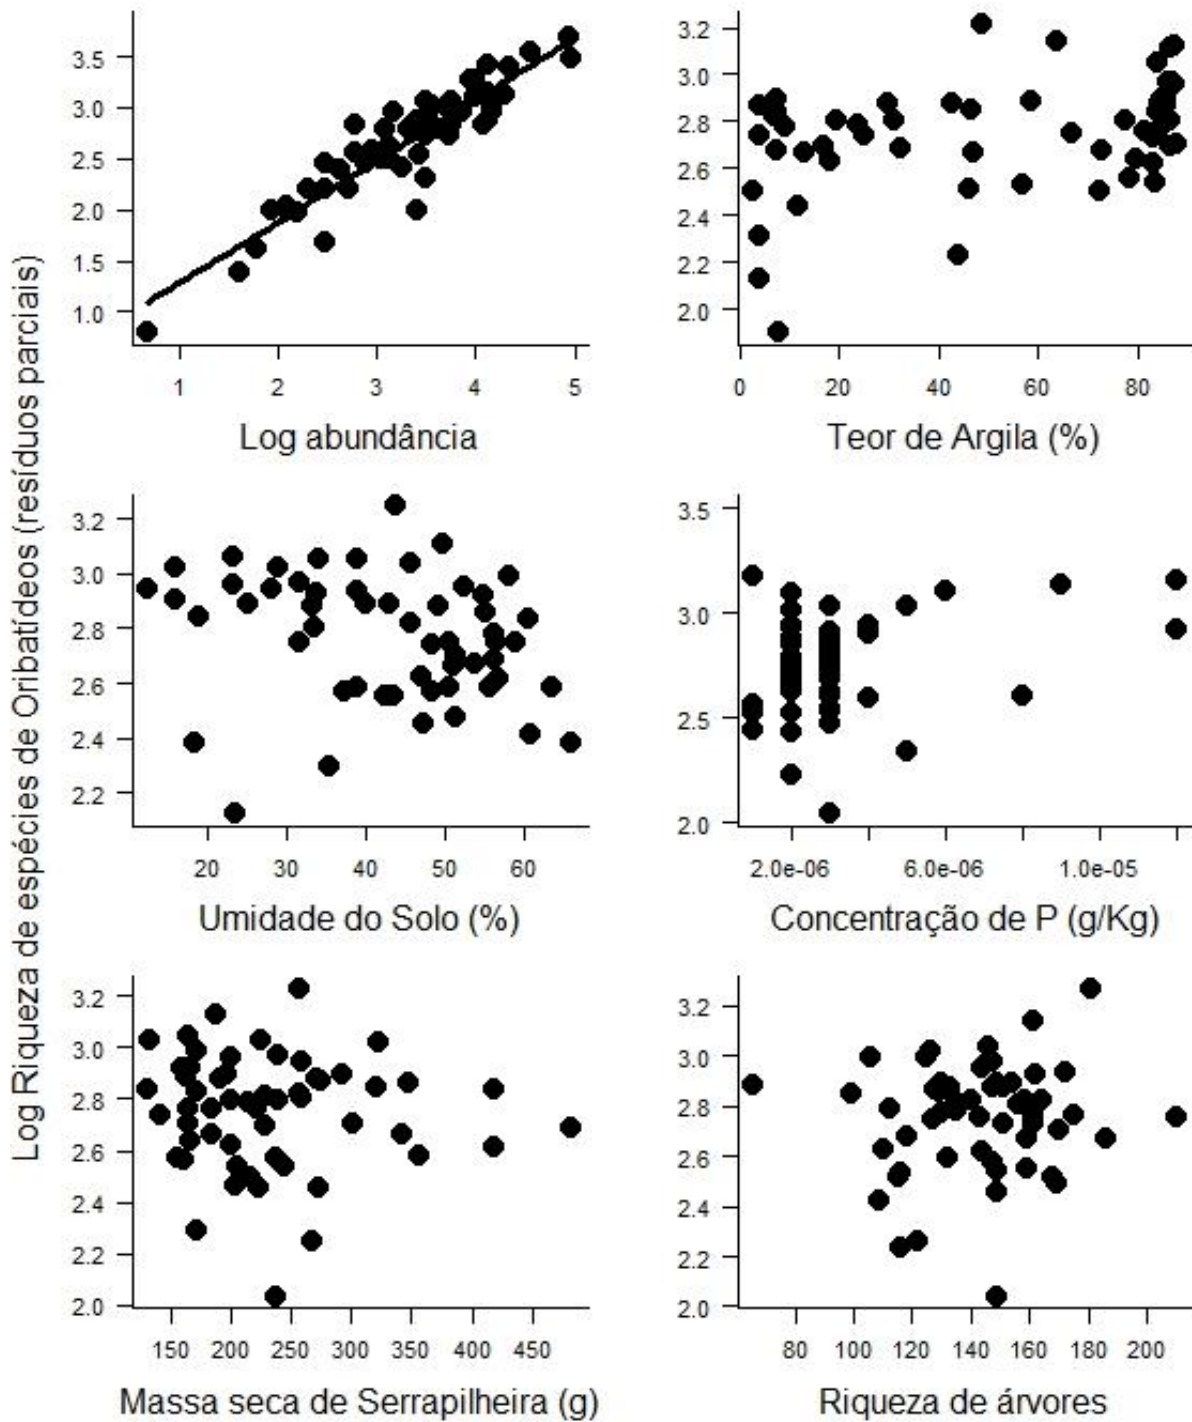 Log Riqueza de espécies de Oribatídeos (resíduos parciais)
3.5
3.0
2.5
2.0
1.5
1.0
1 2 3 4 5
Log abundância
3.2
3.0
2.8
2.6
2.4
2.2
2.0
0 20 40 60 80
Teor de Argila (%)
3.2
3.0
2.8
2.6
2.4
2.2
20 30 40 50 60
Umidade do Solo (%)
3.5
3.0
2.5
2.0
2.0e-06 6.0e-06 1.0e-05
Concentração de P (g/Kg)
3.2
3.0
2.8
2.6
2.4
2.2
2.0
150 200 250 300 350 400 450
Massa seca de Serrapilheira (g)
3.2
3.0
2.8
2.6
2.4
2.2
2.0
80 100 120 140 160 180 200
Riqueza de árvores